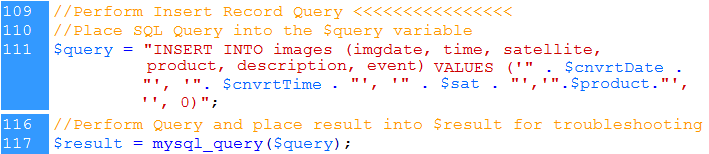 109 //Perform Insert Record Query <<<<<<<<<<<<<<<<
110 //Place SQL Query into the $query variable
111 $query = "INSERT INTO images (imgdate, time, satellite,
product, description, event) VALUES ('" . $cnvrtDate .
"', '". $cnvrtTime . "', '" . $sat . "','".$product."',
'', 0)";
116 //Perform Query and place result into $result for troubleshooting
117 $result = mysql_query($query);